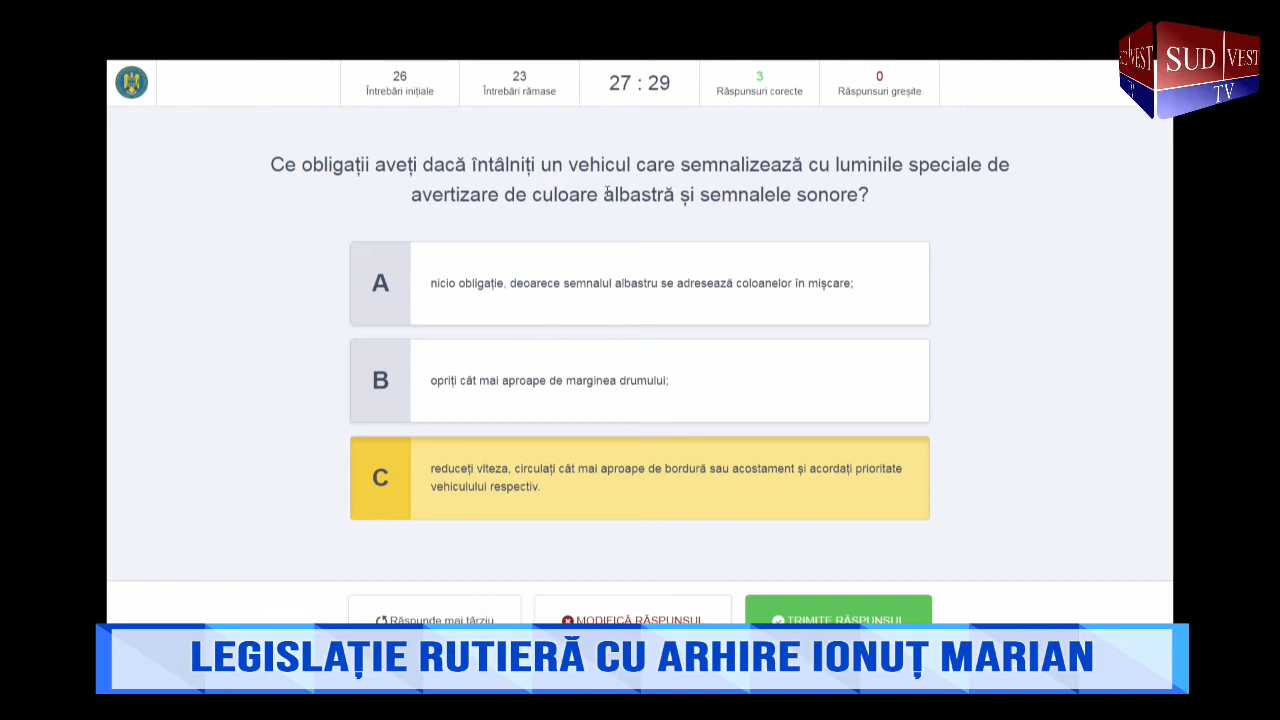 SUD VEST
TV
26
Întrebări inițiale
23
Întrebări rămase
27 : 29
3
Răspunsuri corecte
0
Răspunsuri greșite
Ce obligații aveți dacă întâlniți un vehicul care semnalizează cu luminile speciale de
avertizare de culoare albastră și semnalele sonore?
A
nicio obligație, deoarece semnalul albastru se adresează coloanelor în mișcare;
B
opriți cât mai aproape de marginea drumului;
C
reduceți viteza, circulați cât mai aproape de bordură sau acostament și acordați prioritate
vehiculului respectiv.
Răspunde mai târziu
MODIFICĂ RĂSPUNSUL
TRIMITE RĂSPUNSUL
LEGISLAȚIE RUTIERĂ CU ARHIRE IONUȚ MARIAN